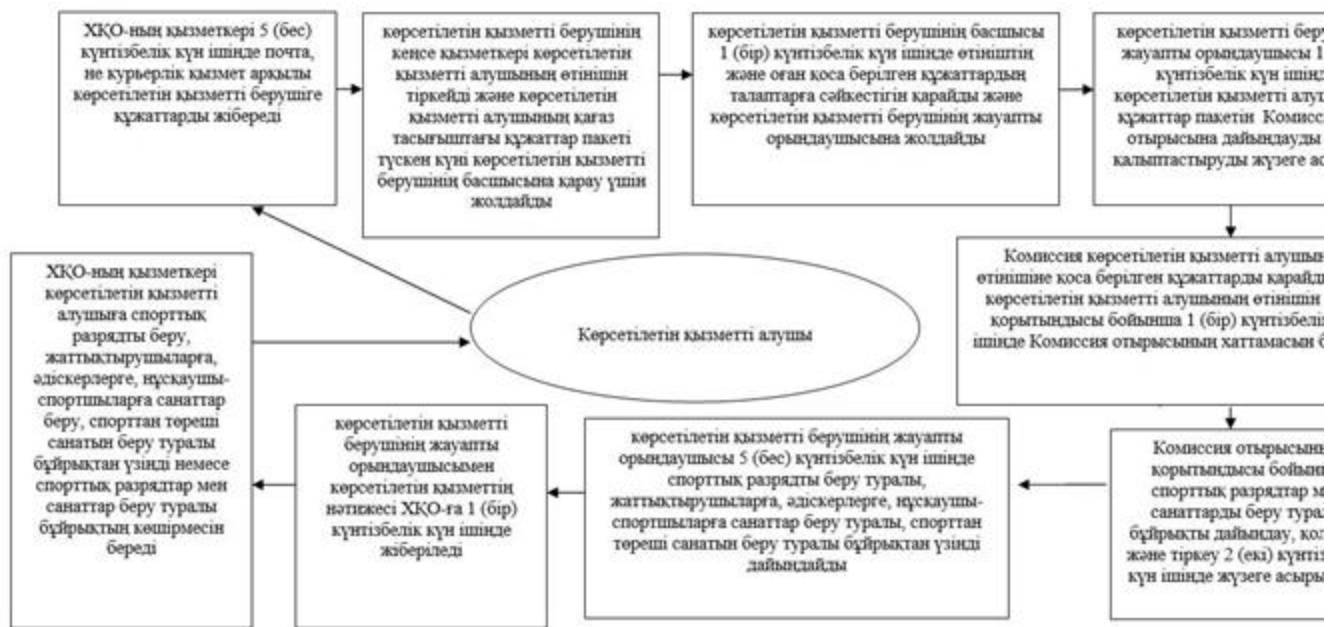 ХҚО-ның қызметкері 5 (бес)
күнтізбелік күн ішінде почта,
не курьерлік қызмет арқылы
көрсетілетін қызметті берушіге
құжаттарды жібереді
көрсетілетін қызметті берушінің
кеңсе қызметкері көрсетілетін
қызметті алушының өтінішін
тіркейді және көрсетілетін
қызметті алушының қағаз
тасығыштағы құжаттар пакеті
түскен күні көрсетілетін қызметті
берушінің басшысына қарау үшін
жолдайды
көрсетілетін қызметті берушінің басшысы
1 (бір) күнтізбелік күн ішінде өтініштің
және оған қоса берілген құжаттардың
талаптарға сәйкестігін қарайды және
көрсетілетін қызметті берушінің жауапты
орындаушысына жолдайды
көрсетілетін қызметті
жауапты орындаушысы 1
күнтізбелік күн ішінде
көрсетілетін қызметті
құжаттар пакетін
отырысына дайындауды
қалыптастыруды жүзеге
Комиссия көрсетілетін қызметті
өтінішіне қоса берілген құжаттарды
көрсетілетін қызметті алушының өтінішін
қорытындысы бойынша 1 (бір)
ішінде Комиссия отырысының хаттамасын
Комиссия отырысының
қорытындысы
спорттық разрядтар
санаттарды беру
бұйрықты дайындау,
және тіркеу 2 (екі)
күн ішінде жүзеге
көрсетілетін қызметті берушінің жауапты
орындаушысы 5 (бес) күнтізбелік күн ішінде
спорттық разрядты беру туралы,
жаттықтырушыларға, әдіскерлерге, нұсқаушы-
спортшыларға санаттар беру туралы, спорттан
төреші санатын беру туралы бұйрықтан үзінді
дайындайды
көрсетілетін қызметті
берушінің жауапты
орындаушысымен
көрсетілетін қызметтің
нәтижесі ХҚО-ға 1 (бір)
күнтізбелік күн ішінде
жіберіледі
ХҚО-ның қызметкері
көрсетілетін қызметті
алушыға спорттық
разрядты беру,
жаттықтырушыларға,
әдіскерлерге, нұсқаушы-
спортшыларға санаттар
беру, спорттан төреші
санатын беру туралы
бұйрықтан үзінді немесе
спорттық разрядтар мен
санаттар беру туралы
бұйрықтың көшірмесін
береді
Көрсетілетін қызметті алушы